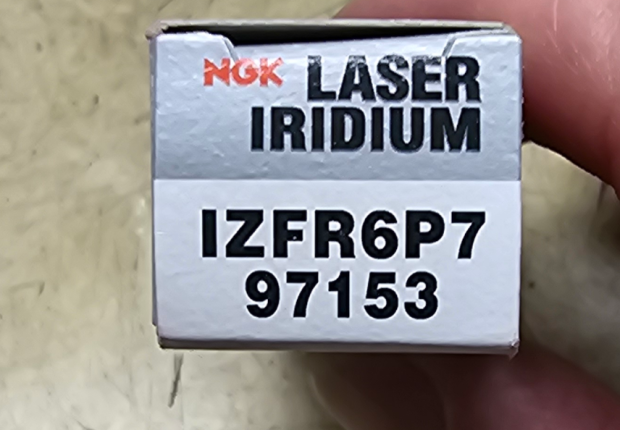 NGK LASER
IRIDIUM
IZFR6P7
97153